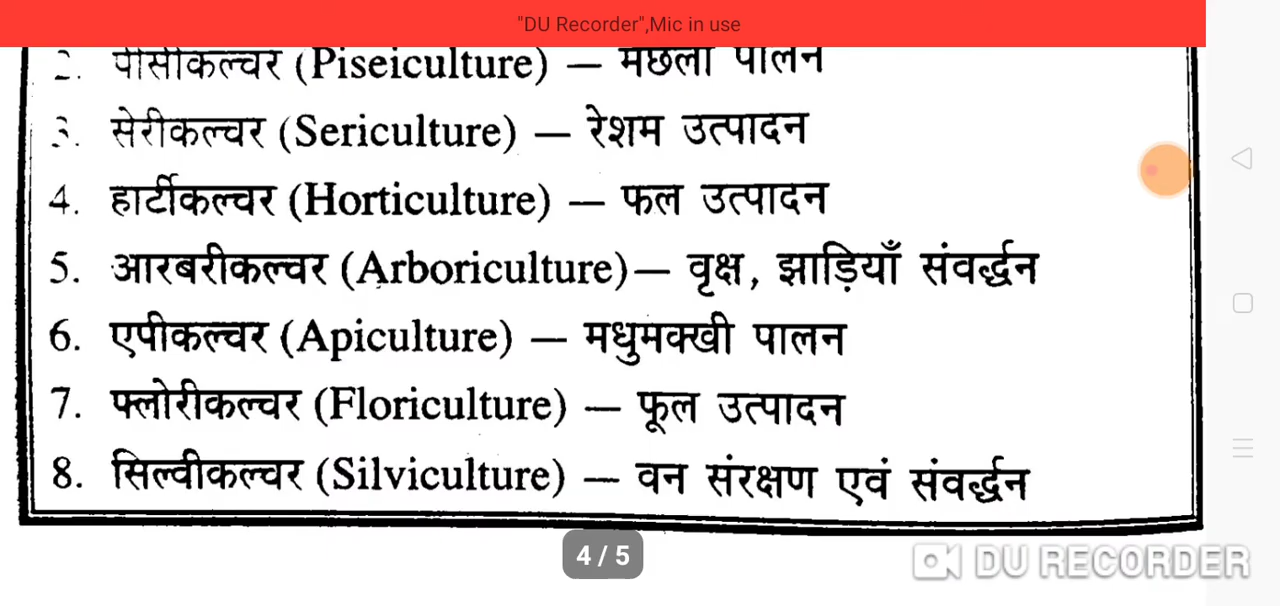 "DU Recorder",Mic in use
2. पीसीकल्चर (Piseiculture) — मछली पालन
3. सेरीकल्चर (Sericulture) — रेशम उत्पादन
4. हार्टीकल्चर (Horticulture) — फल उत्पादन
5. आरबरीकल्चर (Arboriculture)— वृक्ष, झाड़ियाँ संवर्द्धन
6. एपीकल्चर (Apiculture) — मधुमक्खी पालन
7. फ्लोरीकल्चर (Floriculture) — फूल उत्पादन
8. सिल्वीकल्चर (Silviculture) — वन संरक्षण एवं संवर्द्धन
4 / 5
DU RECORDER